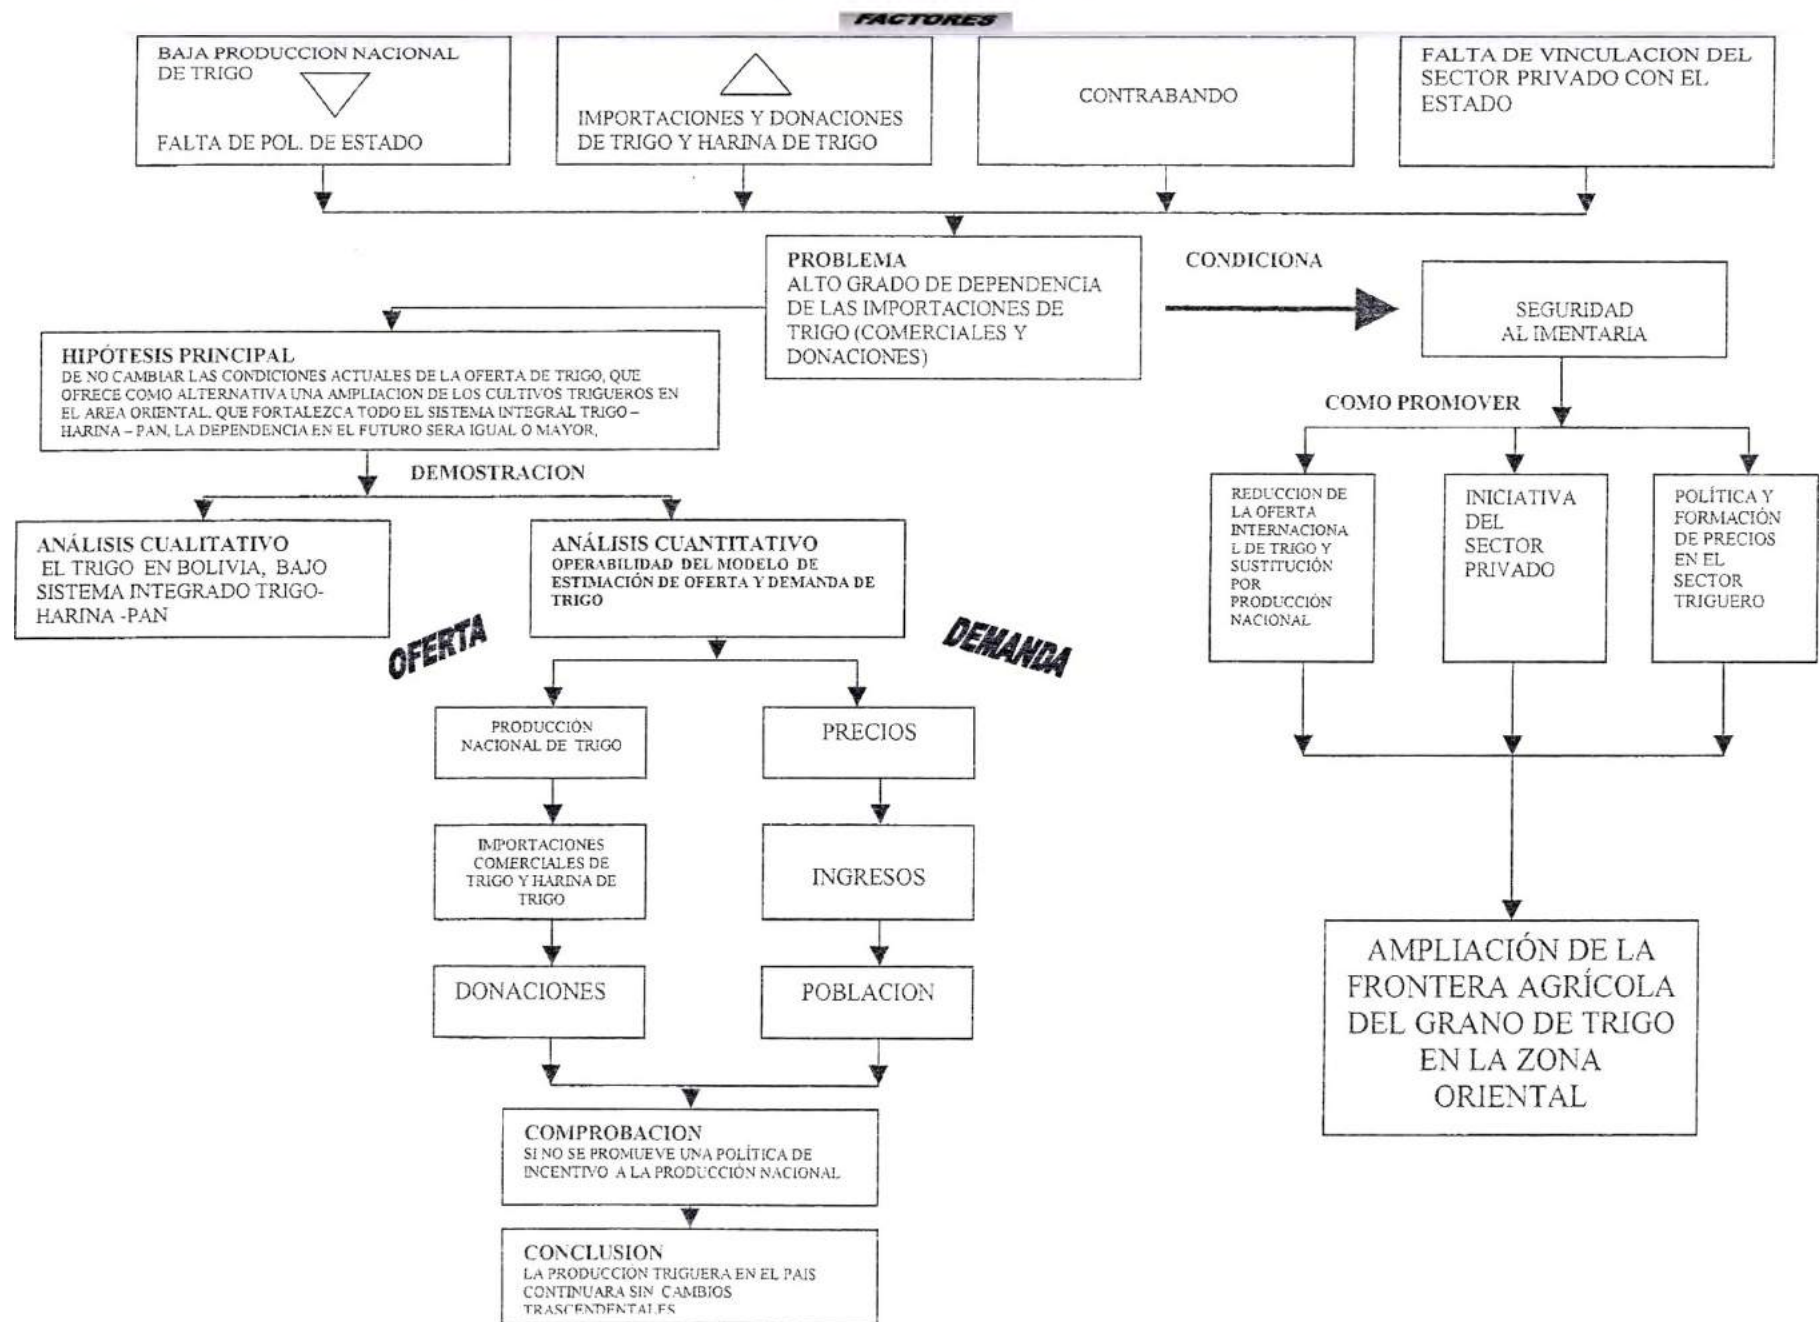 FACTORES
BAJA PRODUCCION NACIONAL
DE TRIGO
FALTA DE POL. DE ESTADO
IMPORTACIONES Y DONACIONES
DE TRIGO Y HARINA DE TRIGO
CONTRABANDO
FALTA DE VINCULACION DEL
SECTOR PRIVADO CON EL
ESTADO
PROBLEMA
ALTO GRADO DE DEPENDENCIA
DE LAS IMPORTACIONES DE
TRIGO (COMERCIALES Y
DONACIONES)
CONDICIONA
SEGURIDAD
AL IMENTARIA
HIPÓTESIS PRINCIPAL
DE NO CAMBIAR LAS CONDICIONES ACTUALES DE LA OFERTA DE TRIGO, QUE
OFRECE COMO ALTERNATIVA UNA AMPLIACION DE LOS CULTIVOS TRIGUEROS EN
EL AREA ORIENTAL. QUE FORTALEZCA TODO EL SISTEMA INTEGRAL TRIGO –
HARINA – PAN, LA DEPENDENCIA EN EL FUTURO SERA IGUAL O MAYOR,
COMO PROMOVER
DEMOSTRACION
REDUCCION DE
LA OFERTA
INTERNACIONA
L DE TRIGO Y
SUSTITUCIÓN
POR
PRODUCCIÓN
NACIONAL
INICIATIVA
DEL
SECTOR
PRIVADO
POLÍTICA Y
FORMACIÓN
DE PRECIOS
EN EL
SECTOR
TRIGUERO
ANÁLISIS CUALITATIVO
EL TRIGO EN BOLIVIA, BAJO
SISTEMA INTEGRADO TRIGO-
HARINA -PAN
ANÁLISIS CUANTITATIVO
OPERABILIDAD DEL MODELO DE
ESTIMACIÓN DE OFERTA Y DEMANDA DE
TRIGO
OFERTA
DEMANDA
PRODUCCIÓN
NACIONAL DE TRIGO
PRECIOS
IMPORTACIONES
COMERCIALES DE
TRIGO Y HARINA DE
TRIGO
INGRESOS
DONACIONES
POBLACION
AMPLIACIÓN DE LA
FRONTERA AGRÍCOLA
DEL GRANO DE TRIGO
EN LA ZONA
ORIENTAL
COMPROBACION
SI NO SE PROMUEVE UNA POLÍTICA DE
INCENTIVO A LA PRODUCCIÓN NACIONAL
CONCLUSION
LA PRODUCCIÓN TRIGUERA EN EL PAIS
CONTINUARA SIN CAMBIOS
TRASCENDENTALES